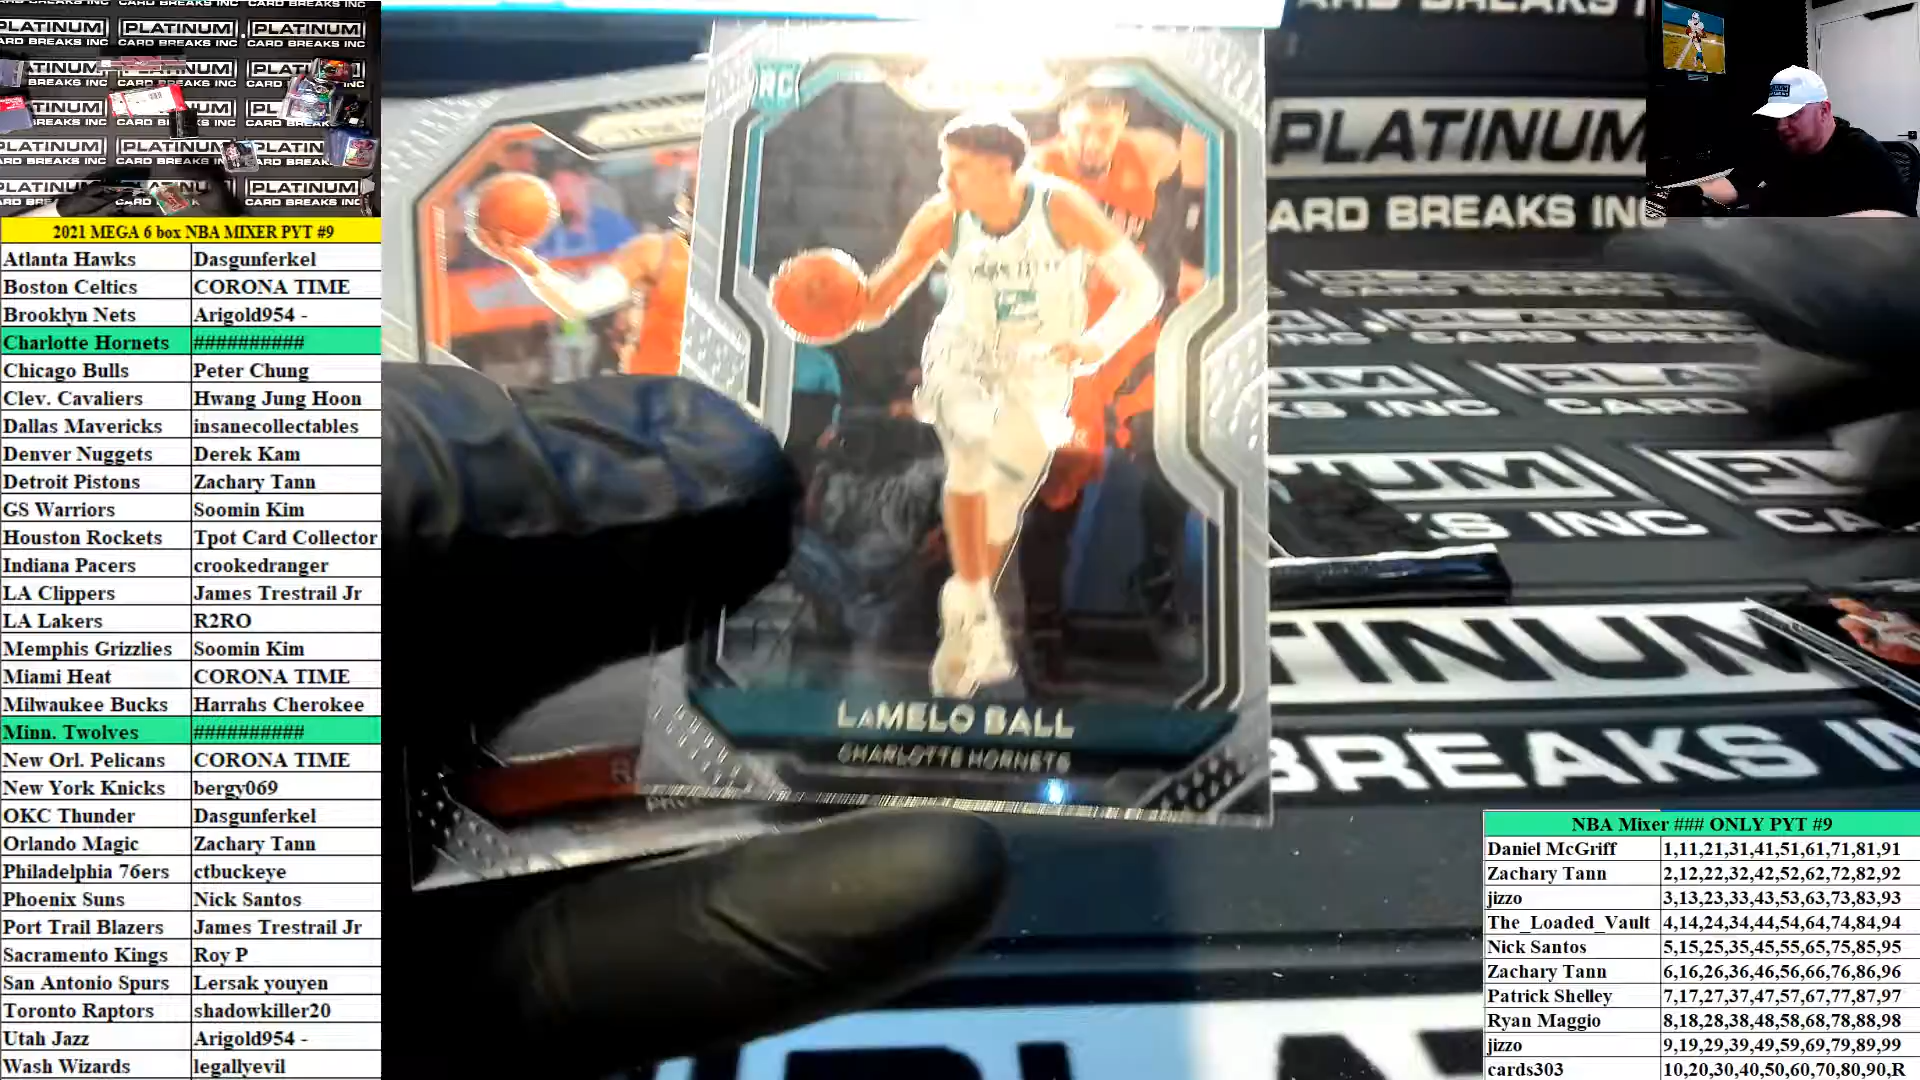 PLATINUM
CARD BREAKS INC
2021 MEGA 6 box NBA MIXER PYT #9
Atlanta Hawks Dasgunferkel
Boston Celtics CORONA TIME
Brooklyn Nets Arigold954 -
Charlotte Hornets ##########
Chicago Bulls Peter Chung
Clev. Cavaliers Hwang Jung Hoon
Dallas Mavericks insanecollectables
Denver Nuggets Derek Kam
Detroit Pistons Zachary Tann
GS Warriors Soomin Kim
Houston Rockets Tpot Card Collector
Indiana Pacers crookedranger
LA Clippers James Trestrail Jr
LA Lakers R2RO
Memphis Grizzlies Soomin Kim
Miami Heat CORONA TIME
Milwaukee Bucks Harrahs Cherokee
Minn. Twolves ##########
New Orl. Pelicans CORONA TIME
New York Knicks bergy069
OKC Thunder Dasgunferkel
Orlando Magic Zachary Tann
Philadelphia 76ers ctbuckeye
Phoenix Suns Nick Santos
Port Trail Blazers James Trestrail Jr
Sacramento Kings Roy P
San Antonio Spurs Lersak youyen
Toronto Raptors shadowkiller20
Utah Jazz Arigold954 -
Wash Wizards legallyevil
RC
LAMELO BALL
CHARLOTTE HORNETS
PLATINUM
ARD BREAKS INC
TINUM
BREAKS IN
NBA Mixer ### ONLY PYT #9
Daniel McGriff 1,11,21,31,41,51,61,71,81,91
Zachary Tann 2,12,22,32,42,52,62,72,82,92
jizzo 3,13,23,33,43,53,63,73,83,93
The_Loaded_Vault 4,14,24,34,44,54,64,74,84,94
Nick Santos 5,15,25,35,45,55,65,75,85,95
Zachary Tann 6,16,26,36,46,56,66,76,86,96
Patrick Shelley 7,17,27,37,47,57,67,77,87,97
Ryan Maggio 8,18,28,38,48,58,68,78,88,98
jizzo 9,19,29,39,49,59,69,79,89,99
cards303 10,20,30,40,50,60,70,80,90,R